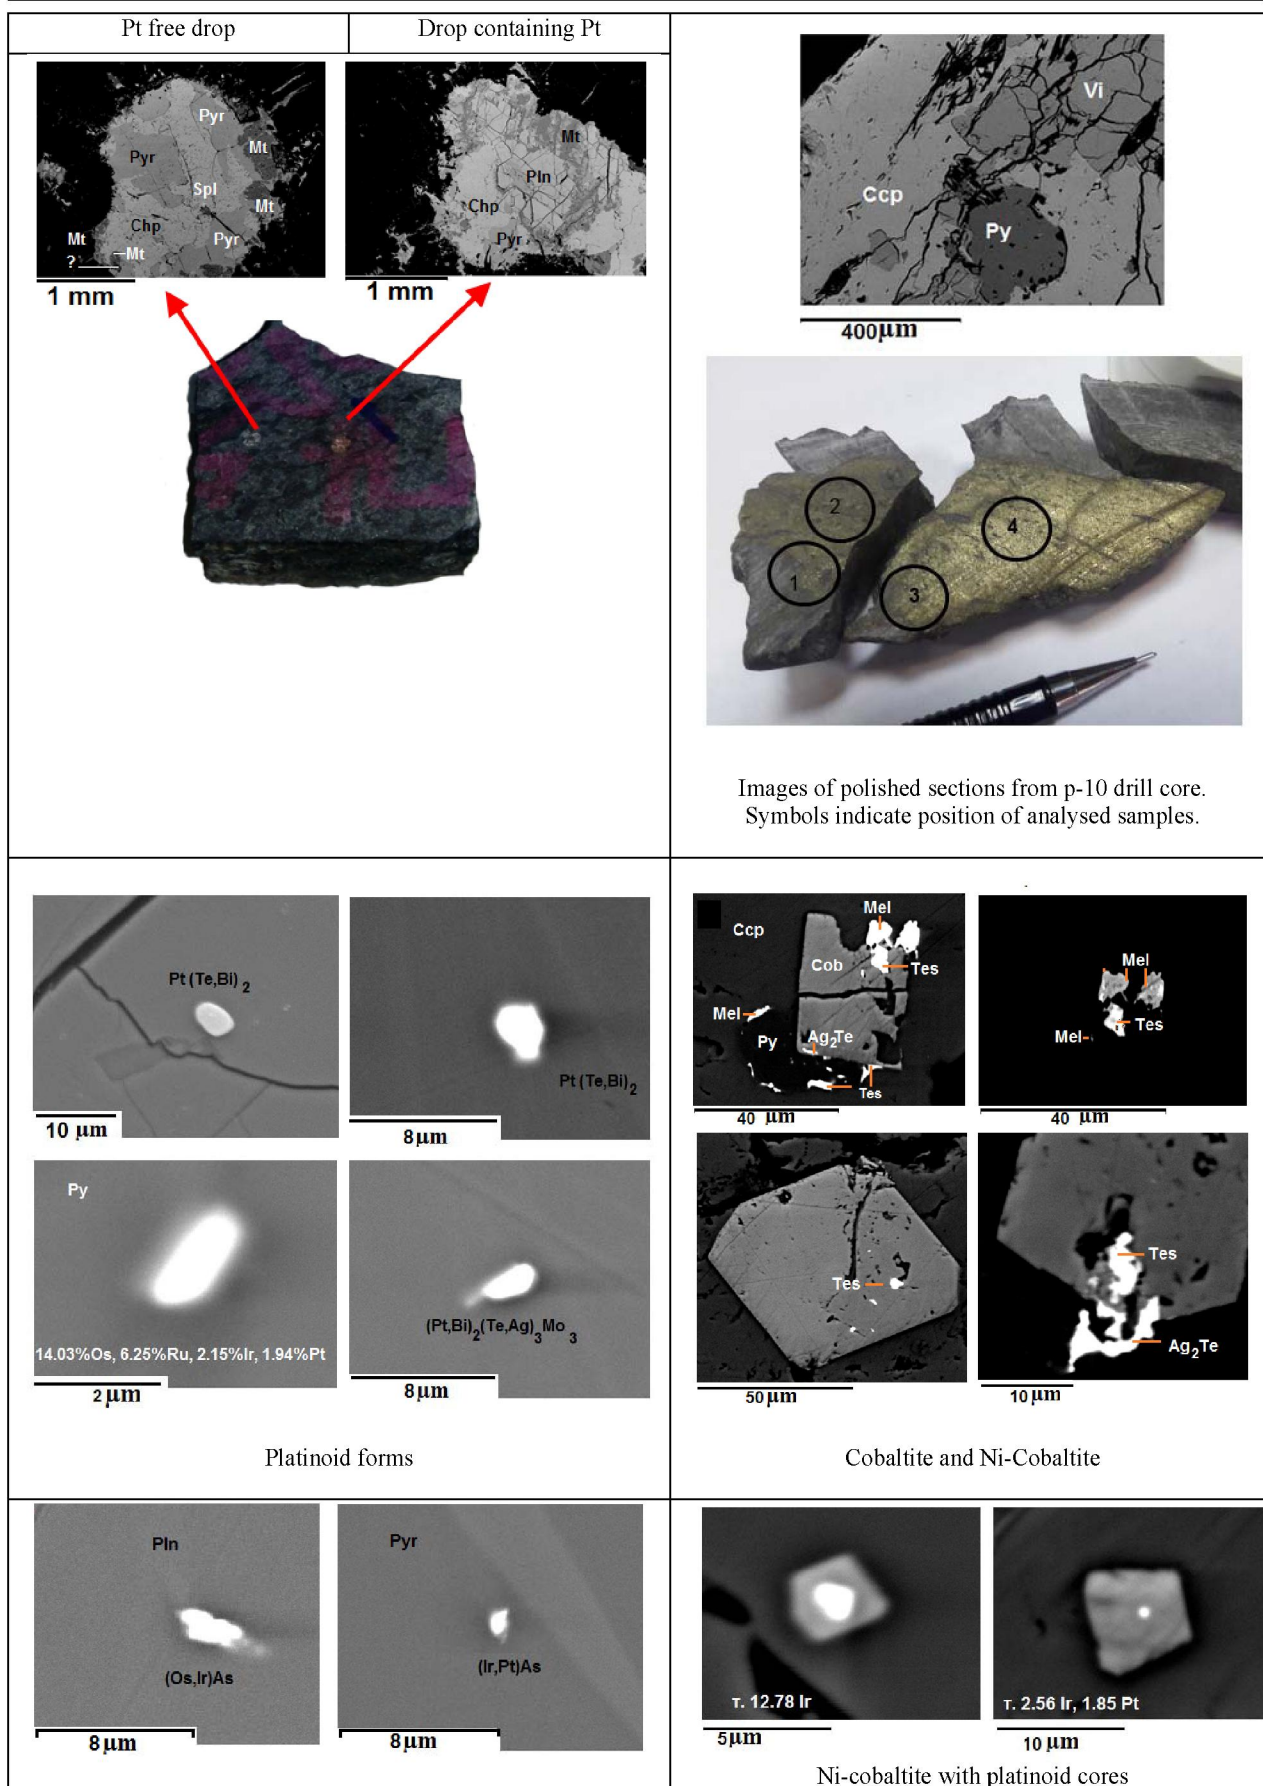 Pt free drop
Drop containing Pt
Pyr
Pyr
Mt
Spl
Mt
Chp
Pyr
Mt
Mt
?
1 mm
Mt
Pln
Chp
Pyr
1 mm
Vi
Ccp
Py
400µm
2
1
3
4
Images of polished sections from p-10 drill core.
Symbols indicate position of analysed samples.
Pt (Te,Bi)2
10 µm
Pt (Te,Bi)2
8µm
Py
14.03%Os, 6.25%Ru, 2.15%Ir, 1.94%Pt
2 µm
(Pt,Bi)2(Te,Ag)3Mo3
8µm
Platinoid forms
Mel
Ccp
Cob
Tes
Mel
Py
Ag2Te
Tes
40 µm
Mel
Tes
Mel
40 µm
Tes
50 µm
Tes
Ag2Te
10 µm
Cobaltite and Ni-Cobaltite
Pln
(Os,Ir)As
8µm
Pyr
(Ir,Pt)As
8µm
т. 12.78 Ir
5µm
т. 2.56 Ir, 1.85 Pt
10 µm
Ni-cobaltite with platinoid cores